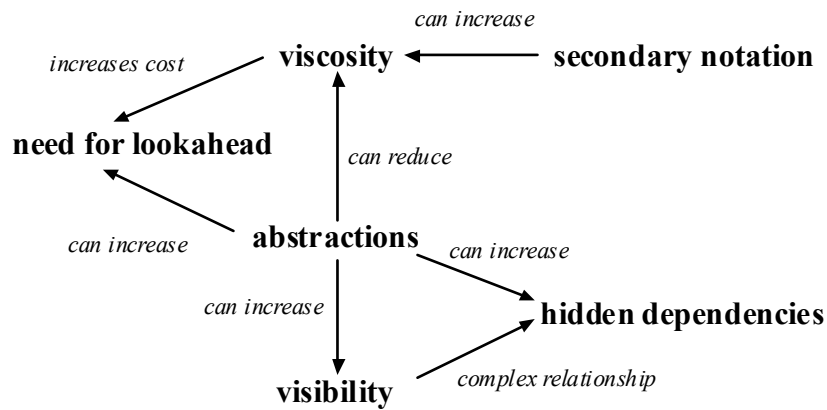 can increase
viscosity
secondary notation
increases cost
need for lookahead
can reduce
can increase
abstractions
can increase
can increase
hidden dependencies
visibility
complex relationship